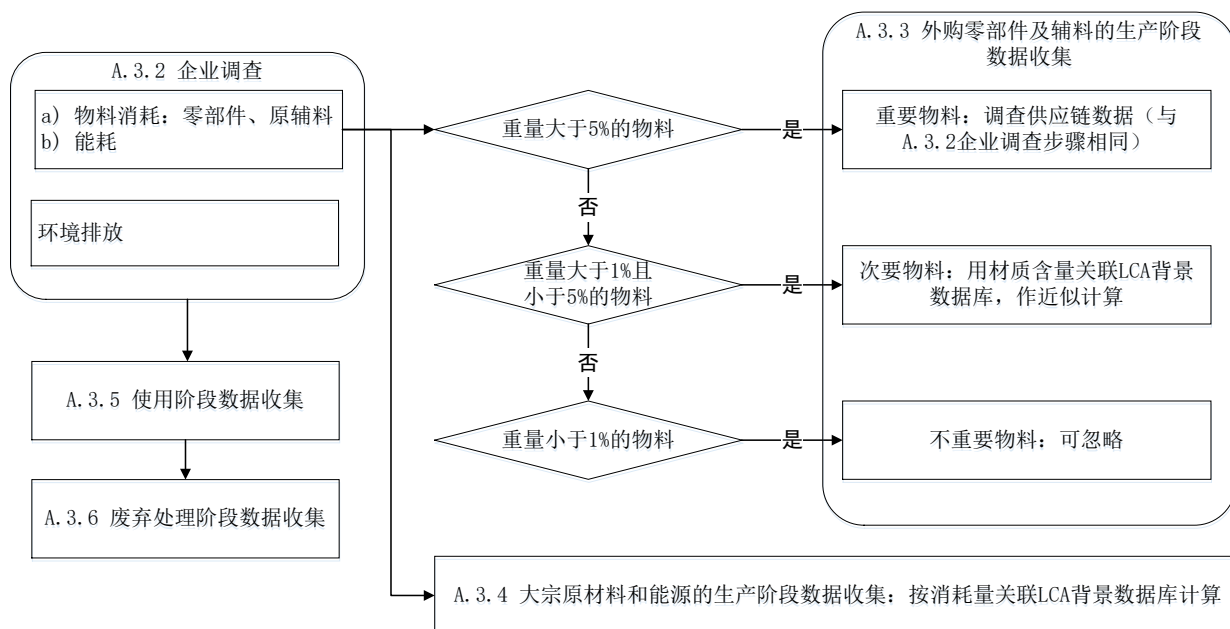 A.3.2 企业调查
a) 物料消耗: 零部件、原辅料
b) 能耗
环境排放
A.3.5 使用阶段数据收集
A.3.6 废弃处理阶段数据收集
重量大于5%的物料
是
否
重量大于1%且
小于5%的物料
是
否
重量小于1%的物料
是
A.3.3 外购零部件及辅料的生产阶段
数据收集
重要物料: 调查供应链数据（与
A.3.2企业调查步骤相同）
次要物料: 用材质含量关联LCA背景
数据库, 作近似计算
不重要物料: 可忽略
A.3.4 大宗原材料和能源的生产阶段数据收集: 按消耗量关联LCA背景数据库计算